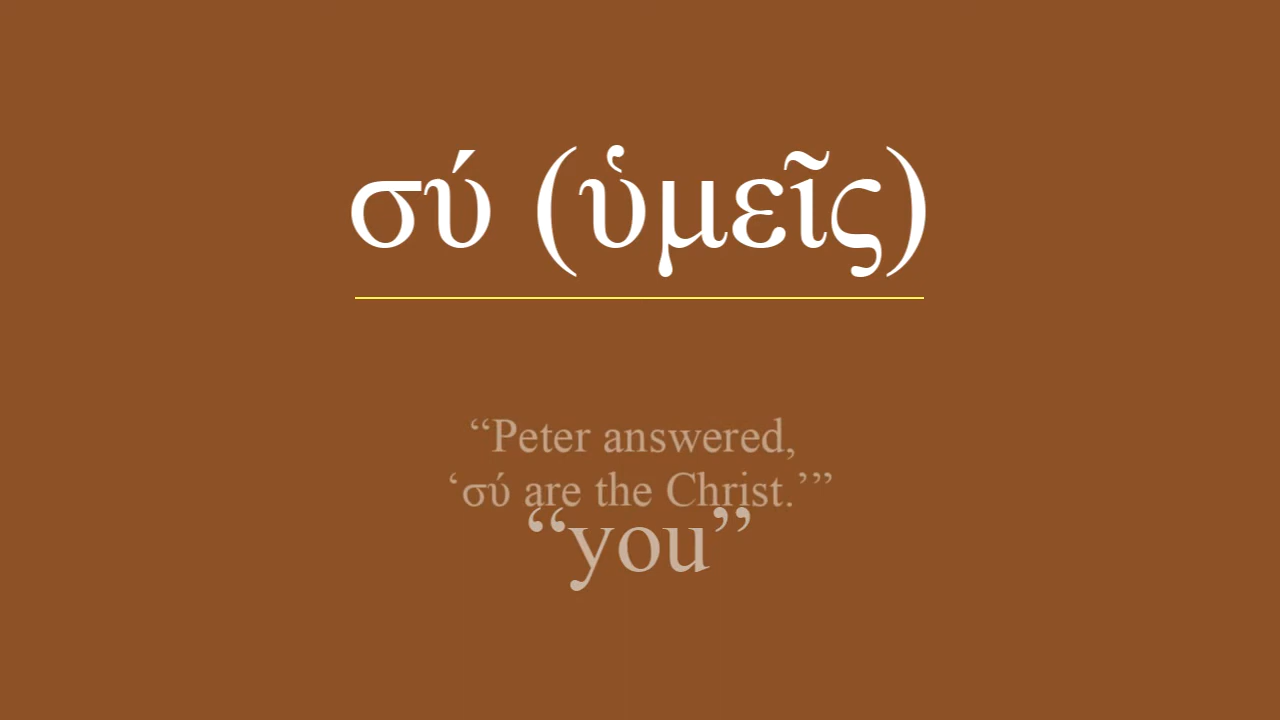 σύ (ὑμεῖς)
“Peter answered,
‘σύ are the Christ.’”
“you”